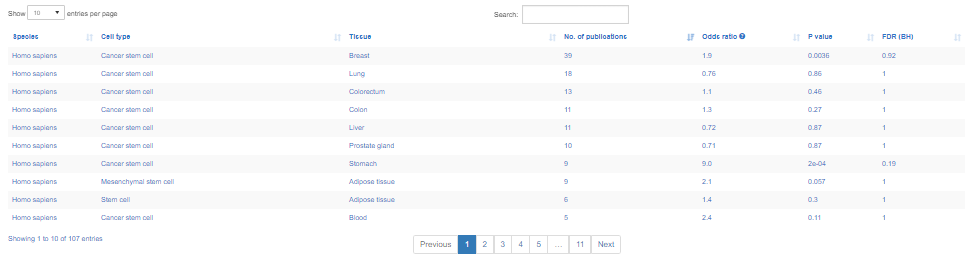 Show 10 entries per page Search:
Species Cell type Tissue No. of publications Odds ratio P value FDR (BH)
Homo sapiens Cancer stem cell Breast 39 1.9 0.0036 0.92
Homo sapiens Cancer stem cell Lung 18 0.76 0.86 1
Homo sapiens Cancer stem cell Colorectum 13 1.1 0.46 1
Homo sapiens Cancer stem cell Colon 11 1.3 0.27 1
Homo sapiens Cancer stem cell Liver 11 0.72 0.87 1
Homo sapiens Cancer stem cell Prostate gland 10 0.71 0.87 1
Homo sapiens Cancer stem cell Stomach 9 9.0 2e-04 0.19
Homo sapiens Mesenchymal stem cell Adipose tissue 9 2.1 0.057 1
Homo sapiens Stem cell Adipose tissue 6 1.4 0.3 1
Homo sapiens Cancer stem cell Blood 5 2.4 0.11 1
Showing 1 to 10 of 107 entries
Previous 1 2 3 4 5 ... 11 Next